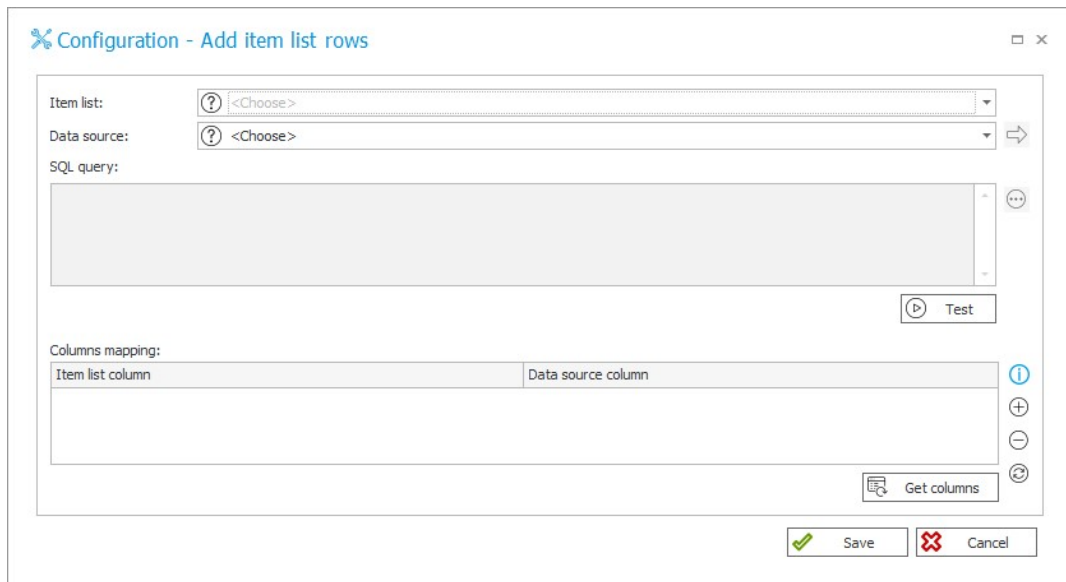 Configuration - Add item list rows
Item list: <Choose>
Data source: <Choose>
SQL query:
Test
Columns mapping:
Item list column Data source column
Get columns
Save Cancel